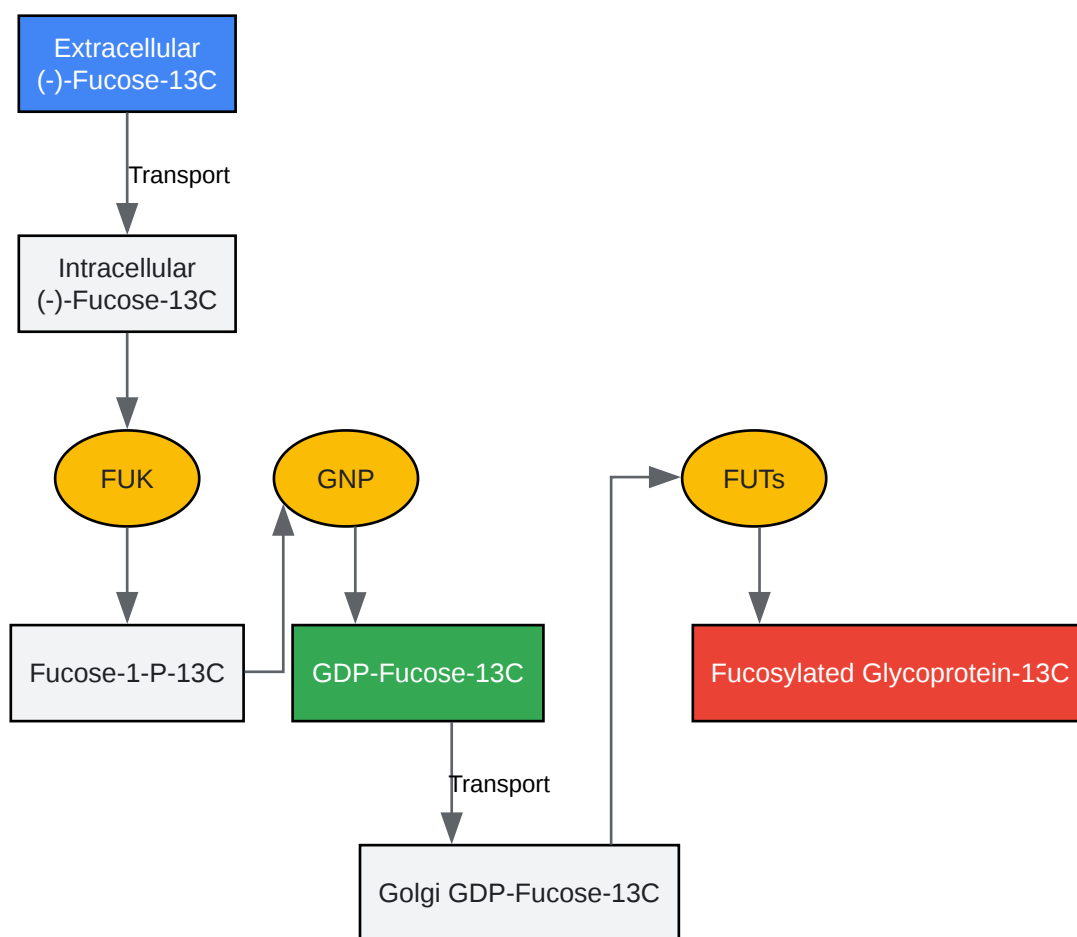 Extracellular
(-)-Fucose-13C
Transport
Intracellular
(-)-Fucose-13C
FUK
GNP
FUTs
Fucose-1-P-13C
GDP-Fucose-13C
Fucosylated Glycoprotein-13C
Transport
Golgi GDP-Fucose-13C